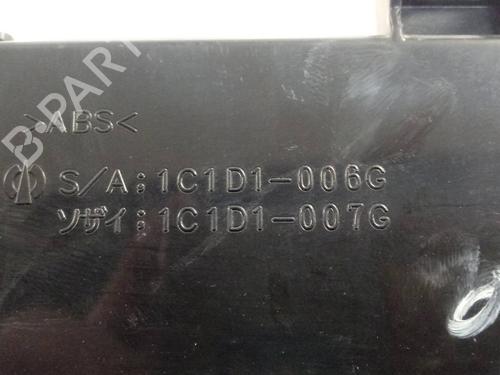 >ABS<
S/A;1C1D1-006G
ソザイ;1C1D1-007G
B-PARTS